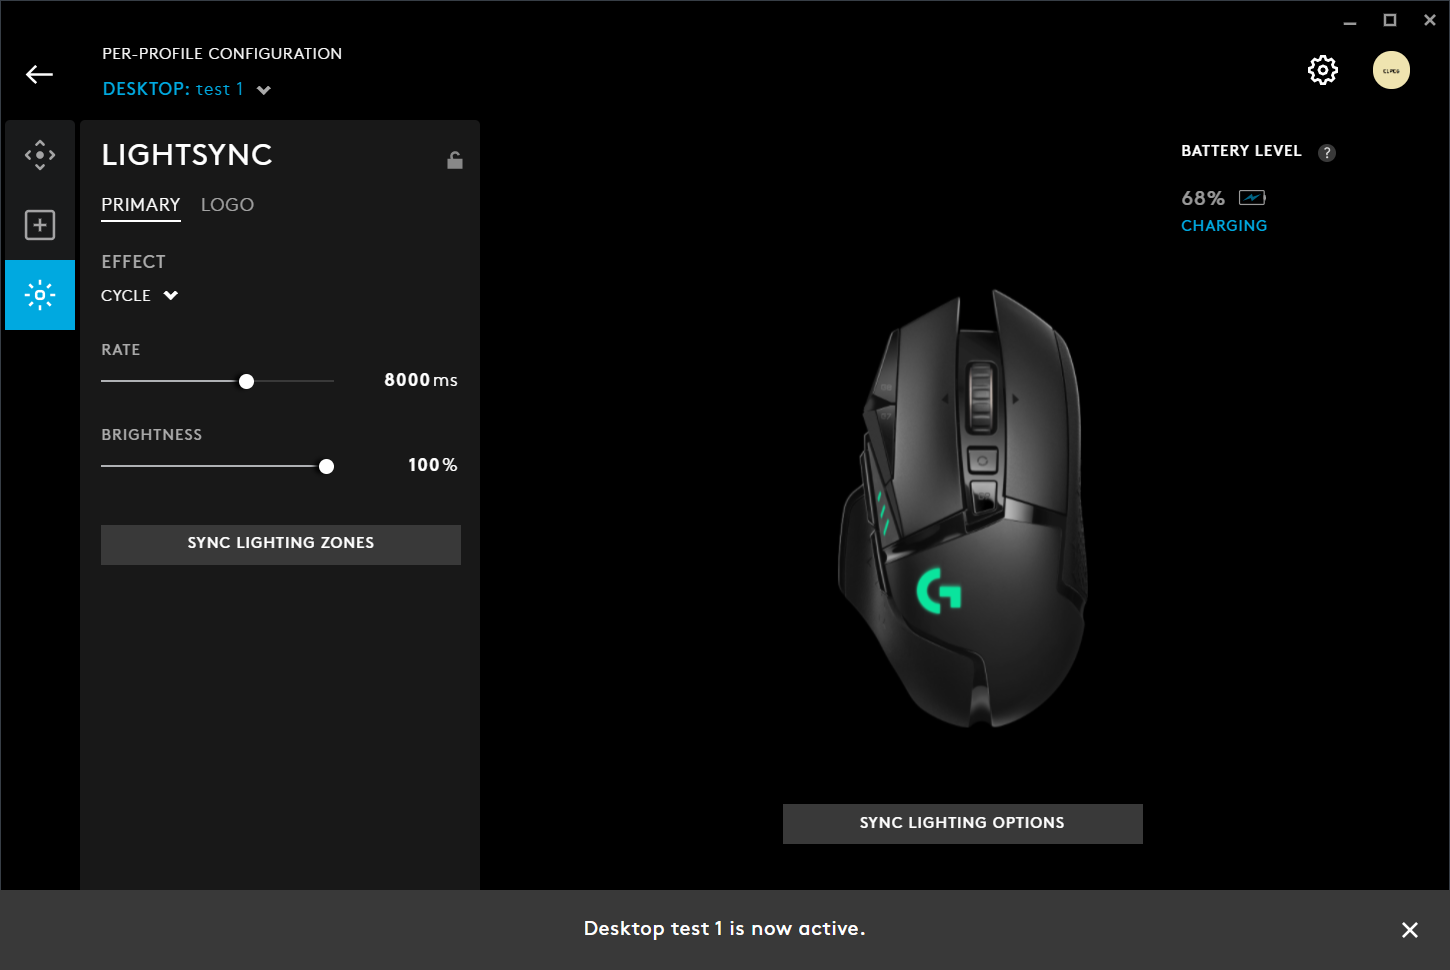 PER-PROFILE CONFIGURATION
DESKTOP: test 1
LIGHTSYNC
PRIMARY LOGO
EFFECT
CYCLE
RATE
8000 ms
BRIGHTNESS
100 %
SYNC LIGHTING ZONES
BATTERY LEVEL ?
68%
CHARGING
SYNC LIGHTING OPTIONS
Desktop test 1 is now active.